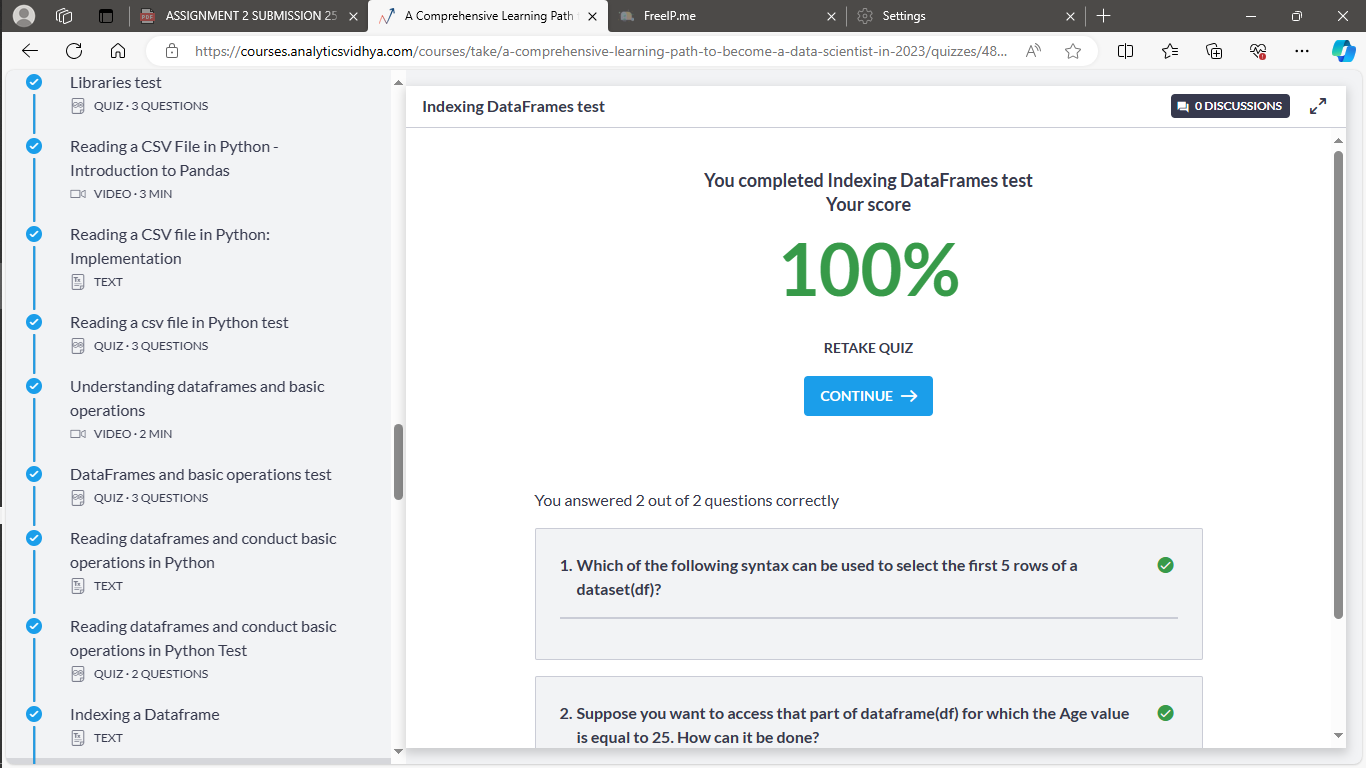 ASSIGNMENT 2 SUBMISSION 25
A Comprehensive Learning Path
FreeIP.me
Settings
https://courses.analyticsvidhya.com/courses/take/a-comprehensive-learning-path-to-become-a-data-scientist-in-2023/quizzes/48...
Libraries test
QUIZ · 3 QUESTIONS
Reading a CSV File in Python -
Introduction to Pandas
VIDEO · 3 MIN
Reading a CSV file in Python:
Implementation
TEXT
Reading a csv file in Python test
QUIZ · 3 QUESTIONS
Understanding dataframes and basic
operations
VIDEO · 2 MIN
DataFrames and basic operations test
QUIZ · 3 QUESTIONS
Reading dataframes and conduct basic
operations in Python
TEXT
Reading dataframes and conduct basic
operations in Python Test
QUIZ · 2 QUESTIONS
Indexing a Dataframe
TEXT
Indexing DataFrames test
0 DISCUSSIONS
You completed Indexing DataFrames test
Your score
100%
RETAKE QUIZ
CONTINUE →
You answered 2 out of 2 questions correctly
1. Which of the following syntax can be used to select the first 5 rows of a
dataset(df)?
2. Suppose you want to access that part of dataframe(df) for which the Age value
is equal to 25. How can it be done?